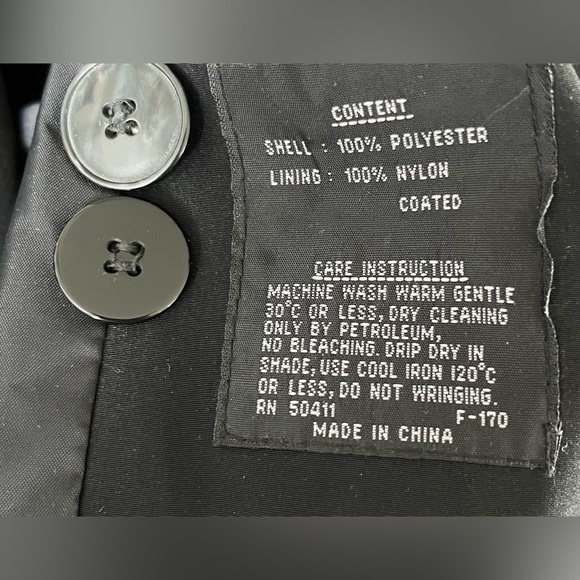 CONTENT
SHELL : 100% POLYESTER
LINING : 100% NYLON
COATED
CARE INSTRUCTION
MACHINE WASH WARM GENTLE
30°C OR LESS, DRY CLEANING
ONLY BY PETROLEUM,
NO BLEACHING. DRIP DRY IN
SHADE, USE COOL IRON 120°C
OR LESS, DO NOT WRINGING.
RN 50411 F-170
MADE IN CHINA